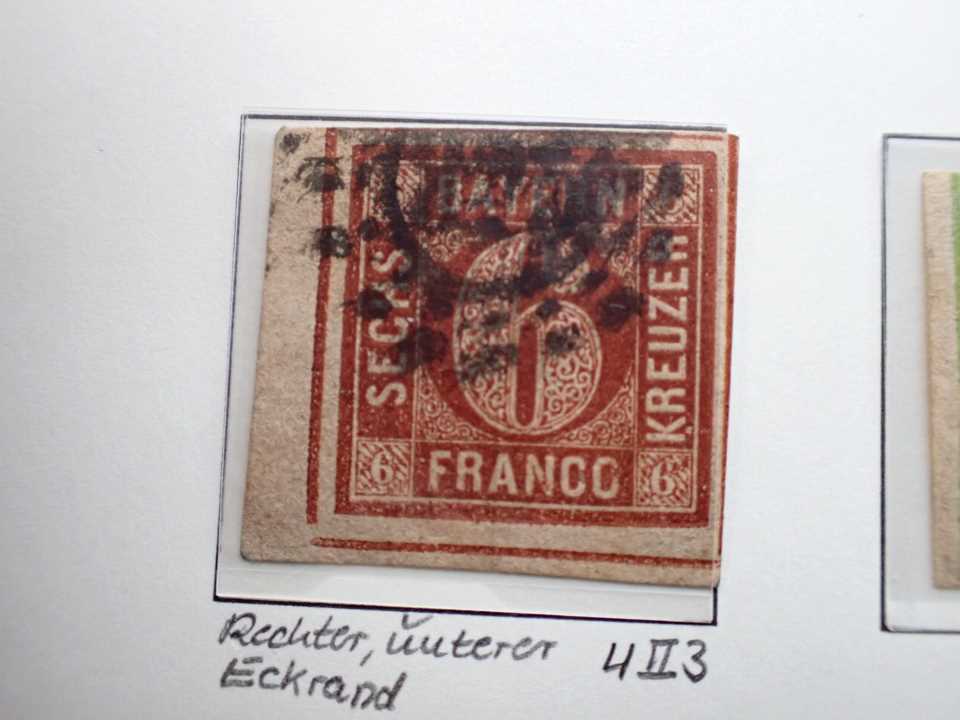 BAYERN
SECHS
KREUZER
6
6
6
FRANCO
Rechter, unterer
Eckrand
4 II 3